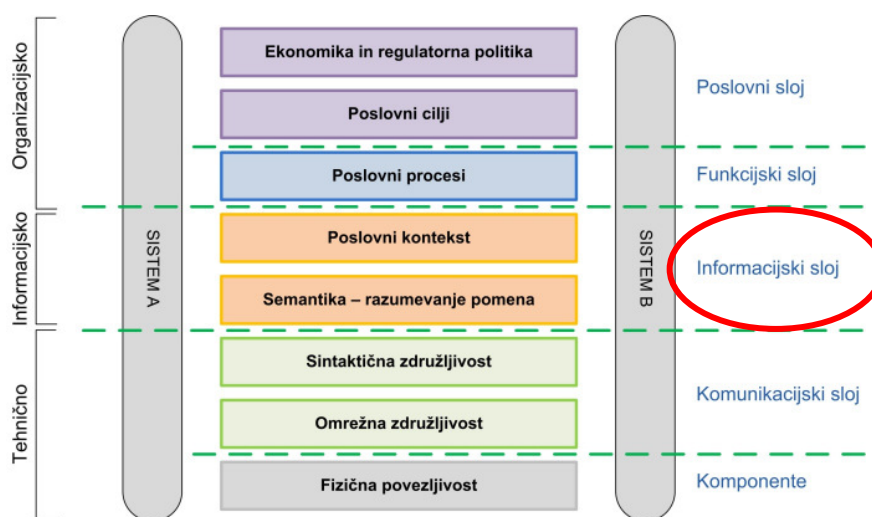 Organizacijsko
Informacijsko
Tehnično
SISTEM A
Ekonomika in regulatorna politika
Poslovni cilji
Poslovni procesi
Poslovni kontekst
Semantika – razumevanje pomena
Sintaktična združljivost
Omrežna združljivost
Fizična povezljivost
SISTEM B
Poslovni sloj
Funkcijski sloj
Informacijski sloj
Komunikacijski sloj
Komponente